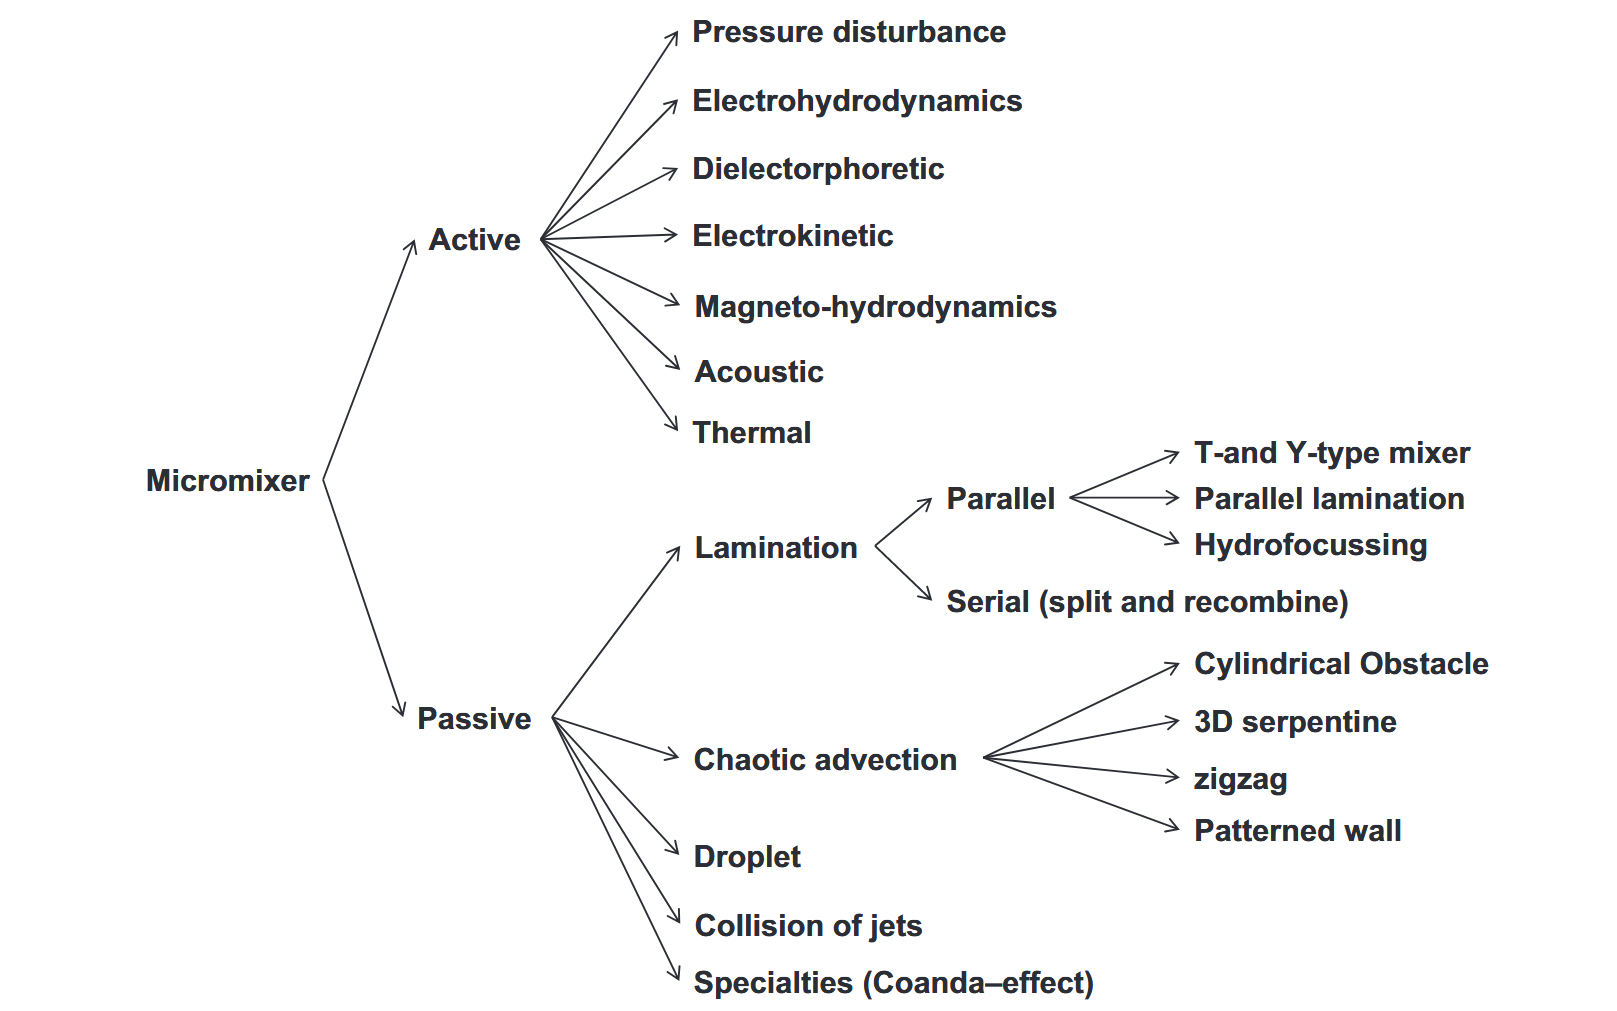 Pressure disturbance
Electrohydrodynamics
Dielectorphoretic
Electrokinetic
Active
Magneto-hydrodynamics
Acoustic
Thermal
Micromixer
T-and Y-type mixer
Parallel
Parallel lamination
Hydrofocussing
Lamination
Serial (split and recombine)
Cylindrical Obstacle
3D serpentine
Passive
Chaotic advection
zigzag
Patterned wall
Droplet
Collision of jets
Specialties (Coanda–effect)